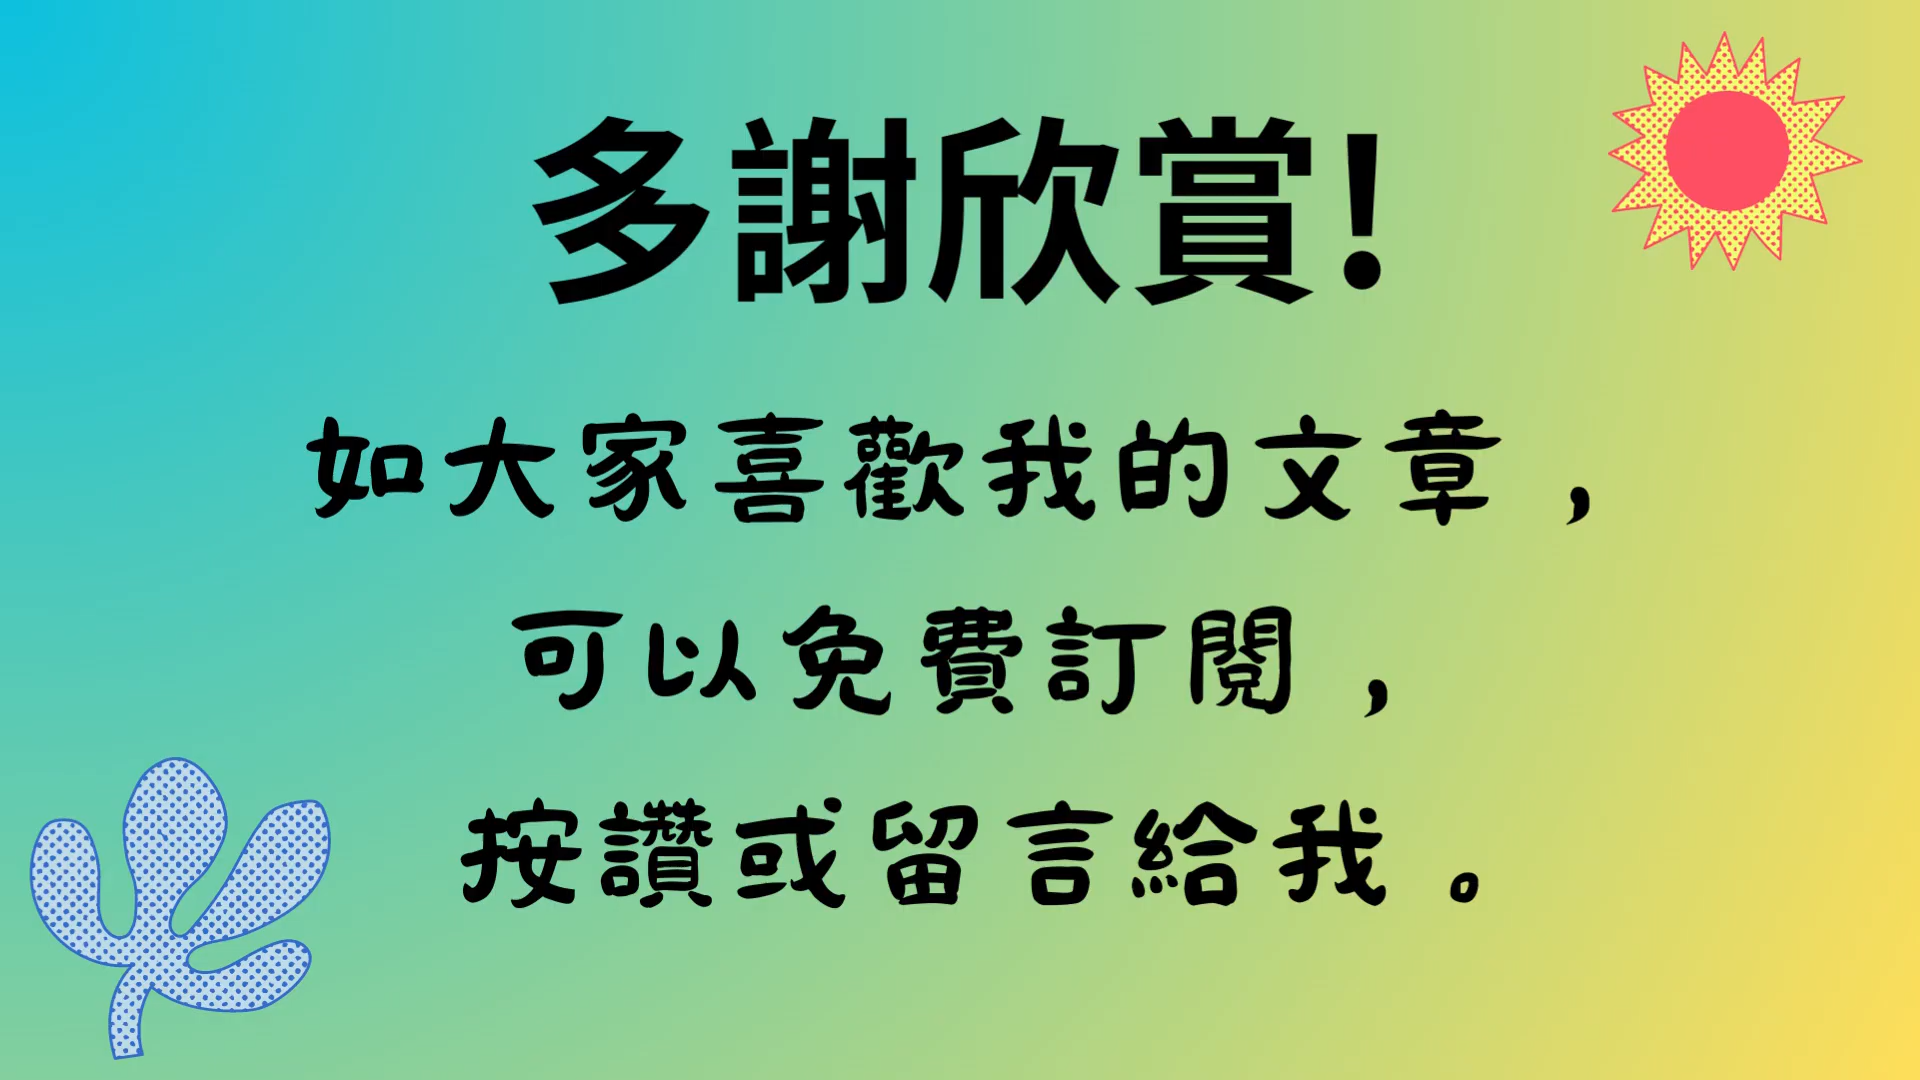 多謝欣賞!
如大家喜歡我的文章，
可以免費訂閱，
按讚或留言給我。